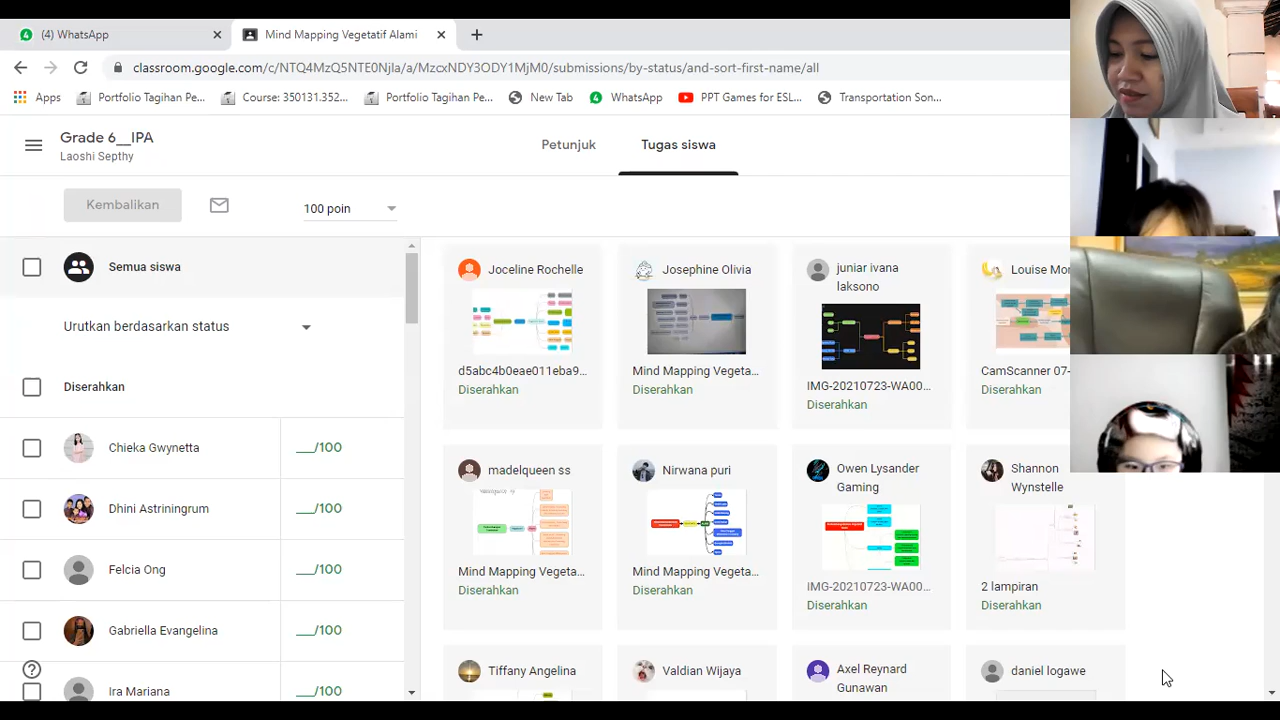 (4) WhatsApp
Mind Mapping Vegetatif Alami
classroom.google.com/c/NTQ4MzQ5NTE0NjIa/a/MzcxNDY3ODY1MjM0/submissions/by-status/and-sort-first-name/all
Apps
Portfolio Tagihan Pe...
Course: 350131.352...
Portfolio Tagihan Pe...
New Tab
WhatsApp
PPT Games for ESL...
Transportation Son...
Grade 6__IPA
Laoshi Septhy
Petunjuk
Tugas siswa
Kembalikan
100 poin
Semua siswa
Urutkan berdasarkan status
Diserahkan
Chieka Gwynetta
__/100
Dhini Astriningrum
__/100
Felcia Ong
__/100
Gabriella Evangelina
__/100
Ira Mariana
__/100
Joceline Rochelle
d5abc4b0eae011eba9...
Diserahkan
Josephine Olivia
Mind Mapping Vegeta...
Diserahkan
juniar ivana
laksono
IMG-20210723-WA00...
Diserahkan
Louise Mor
CamScanner 07-
Diserahkan
madelqueen ss
Mind Mapping Vegeta...
Diserahkan
Nirwana puri
Mind Mapping Vegeta...
Diserahkan
Owen Lysander
Gaming
IMG-20210723-WA00...
Diserahkan
Shannon
Wynstelle
2 lampiran
Diserahkan
Tiffany Angelina
Valdian Wijaya
Axel Reynard
Gunawan
daniel logawe